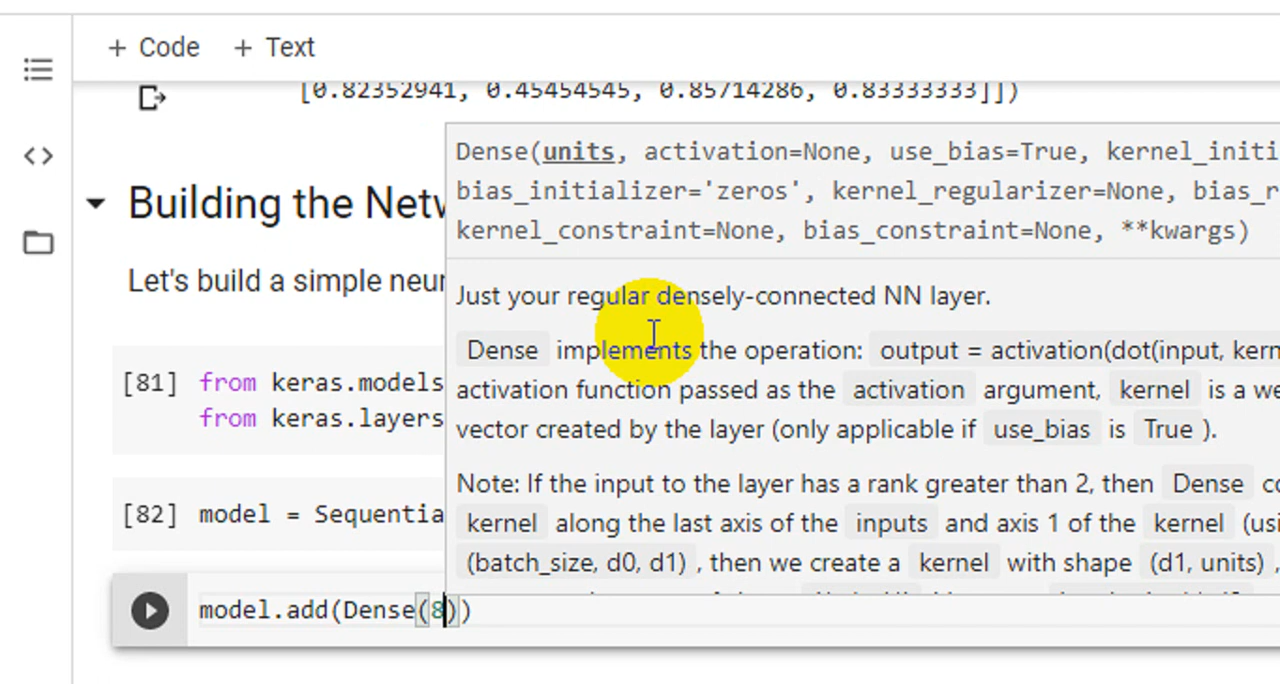 + Code + Text
[0.82352941, 0.45454545, 0.85714286, 0.83333333]])
Dense(units, activation=None, use_bias=True,
bias_initializer='zeros', kernel_regularizer=None,
kernel_constraint=None, bias_constraint=None, **kwargs)
Building the
Let's build a simple
Just your regular densely-connected NN layer.
Dense implements the operation: output = activation(dot(input,
[81] from keras.models
activation function passed as the activation argument, kernel is a
from keras.layers
vector created by the layer (only applicable if use_bias is True ).
Note: If the input to the layer has a rank greater than 2, then Dense
[82] model =
kernel along the last axis of the inputs and axis 1 of the kernel
(batch_size, d0, d1) , then we create a kernel with shape (d1, units) ,
model.add(Dense(8))